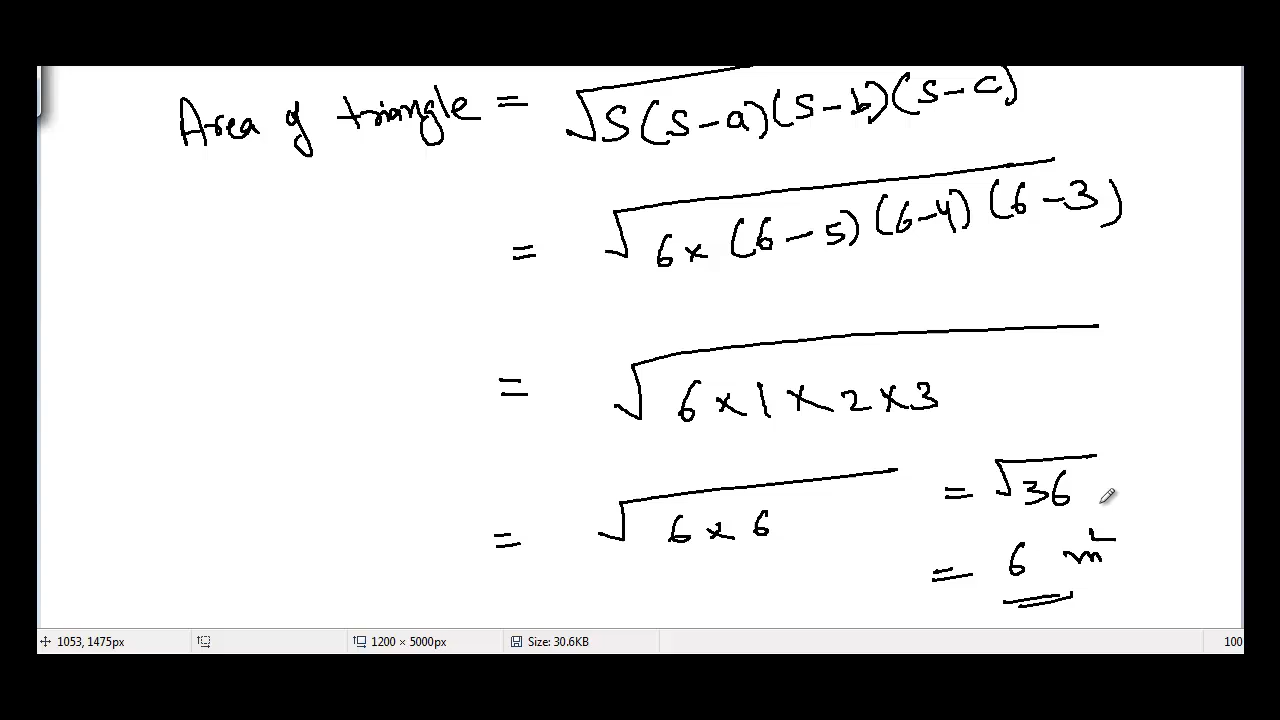 Area of triangle = √S(S-a)(S-b)(S-c)
= √6×(6-5)(6-4)(6-3)
= √6×1×2×3
= √6×6 = √36
= 6 m²
1053, 1475px 1200 × 5000px Size: 30.6KB 100